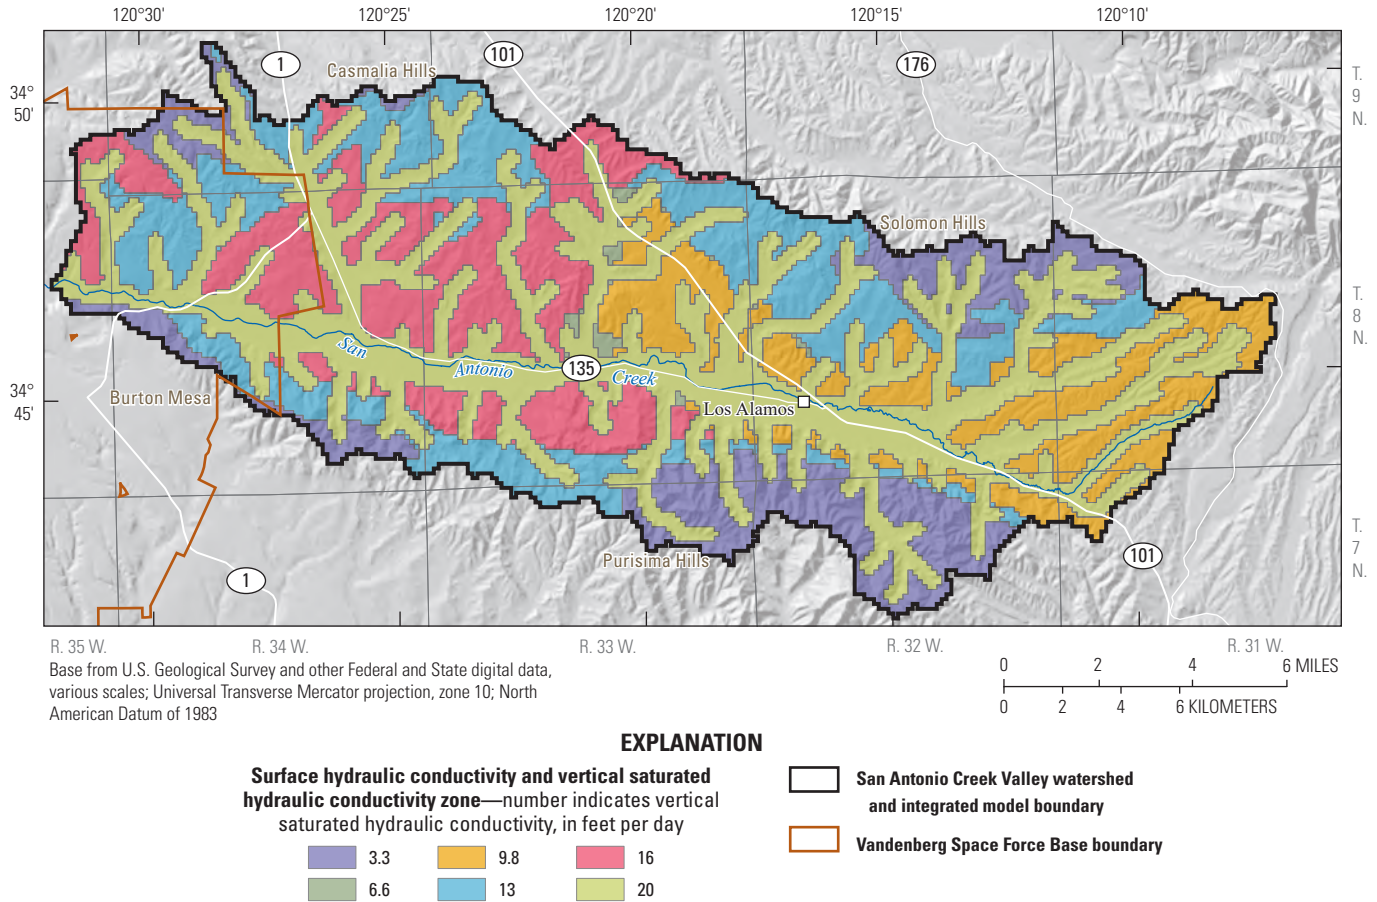 120°30' 120°25' 120°20' 120°15' 120°10'
34°
50'
34°
45'
1
101
176
Casmalia Hills
T.
9
N.
Solomon Hills
T.
8
N.
San
Antonio
135
Creek
Los Alamos
Burton Mesa
T.
7
N.
Purisima Hills
1
101
R. 35 W. R. 34 W. R. 33 W. R. 32 W. R. 31 W.
Base from U.S. Geological Survey and other Federal and State digital data,
various scales; Universal Transverse Mercator projection, zone 10; North
American Datum of 1983
0 2 4 6 MILES
0 2 4 6 KILOMETERS
EXPLANATION
Surface hydraulic conductivity and vertical saturated
hydraulic conductivity zone—number indicates vertical
saturated hydraulic conductivity, in feet per day
3.3 9.8 16
6.6 13 20
San Antonio Creek Valley watershed
and integrated model boundary
Vandenberg Space Force Base boundary